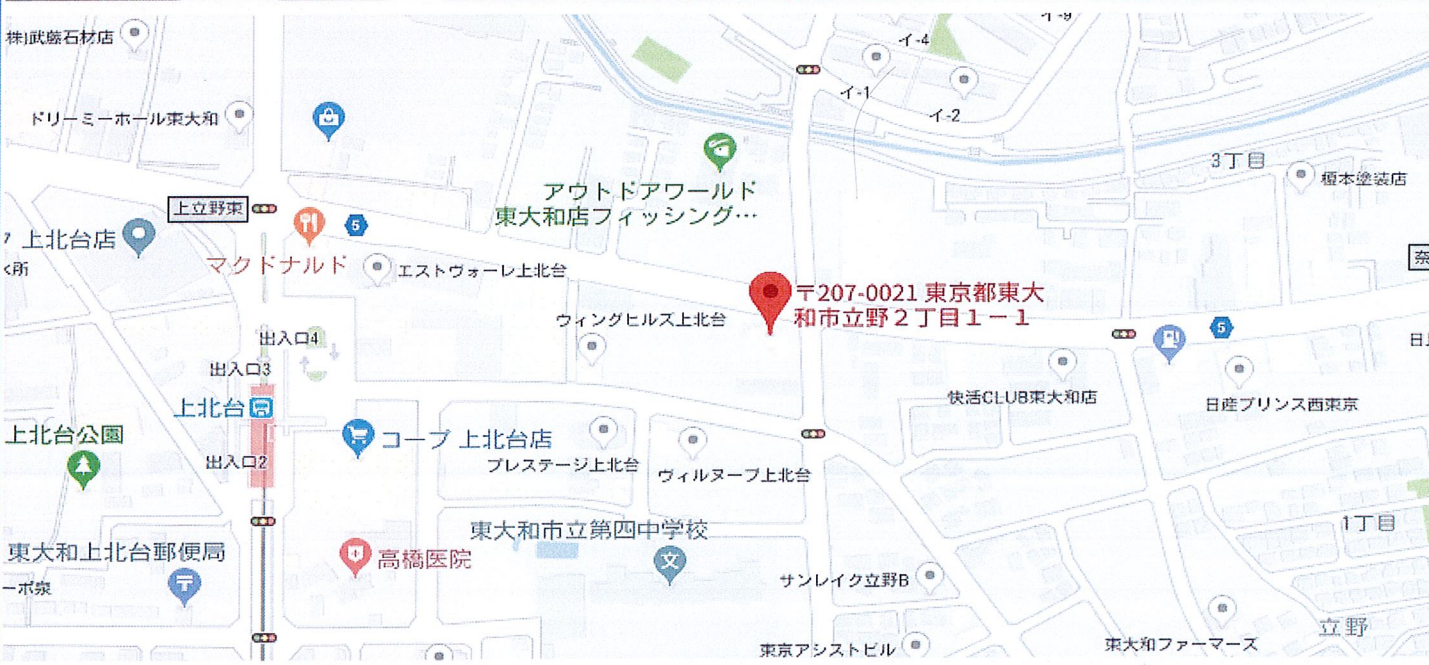 イ-9
株)武蔵石材店
イ-4
イ-1
イ-2
ドリーミーホール東大和
3丁目
榎本塗装店
アウトドアワールド
東大和店フィッシング…
上立野東
5
上北台店
マクドナルド
エストヴォーレ上北台
奈
〒207-0021 東京都東大
和市立野2丁目1-1
ウィングヒルズ上北台
5
出入口4
出入口3
快活CLUB東大和店
日産プリンス西東京
上北台
上北台公園
コープ 上北台店
出入口2
プレステージ上北台
ヴィルヌーブ上北台
1丁目
東大和市立第四中学校
文
東大和上北台郵便局
〒
高橋医院
ーポ泉
サンレイク立野B
立野
東京アシストビル
東大和ファーマーズ